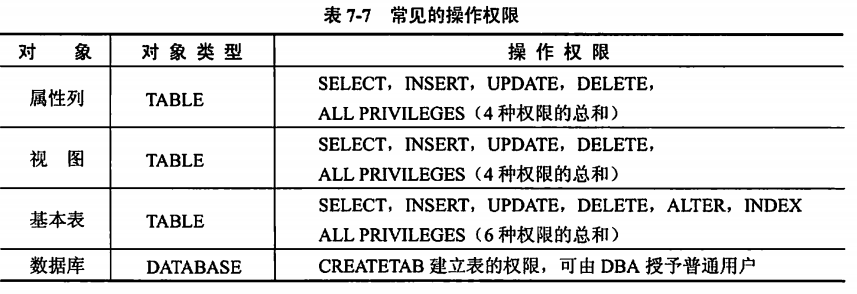 表 7-7 常见的操作权限
对 象 对 象 类 型 操 作 权 限
属性列 TABLE SELECT，INSERT，UPDATE，DELETE，
ALL PRIVILEGES（4 种权限的总和）
视 图 TABLE SELECT，INSERT，UPDATE，DELETE，
ALL PRIVILEGES（4 种权限的总和）
基本表 TABLE SELECT，INSERT，UPDATE，DELETE，ALTER，INDEX
ALL PRIVILEGES（6 种权限的总和）
数据库 DATABASE CREATETAB 建立表的权限，可由 DBA 授予普通用户